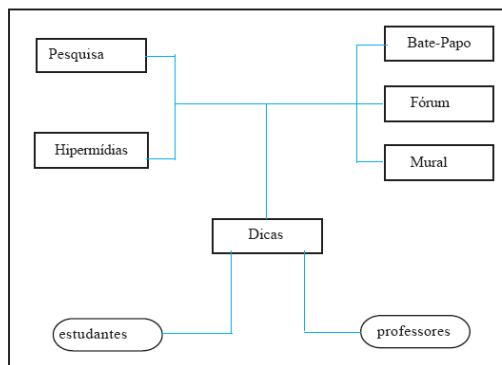 Pesquisa
Bate-Papo
Fórum
Hipermídias
Mural
Dicas
estudantes
professores